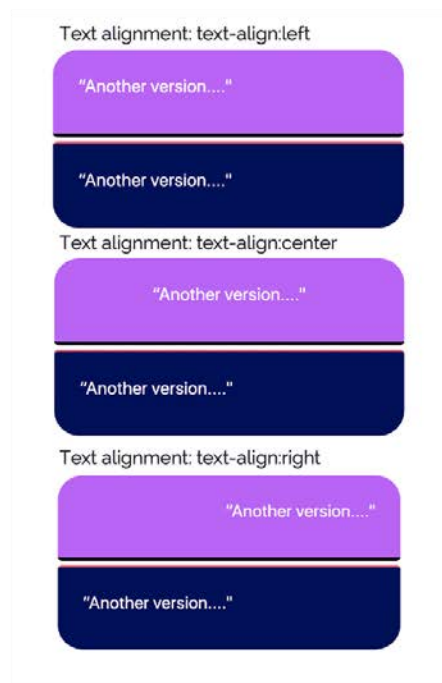 Text alignment: text-align:left
"Another version...."
"Another version...."
Text alignment: text-align:center
"Another version...."
"Another version...."
Text alignment: text-align:right
"Another version...."
"Another version...."